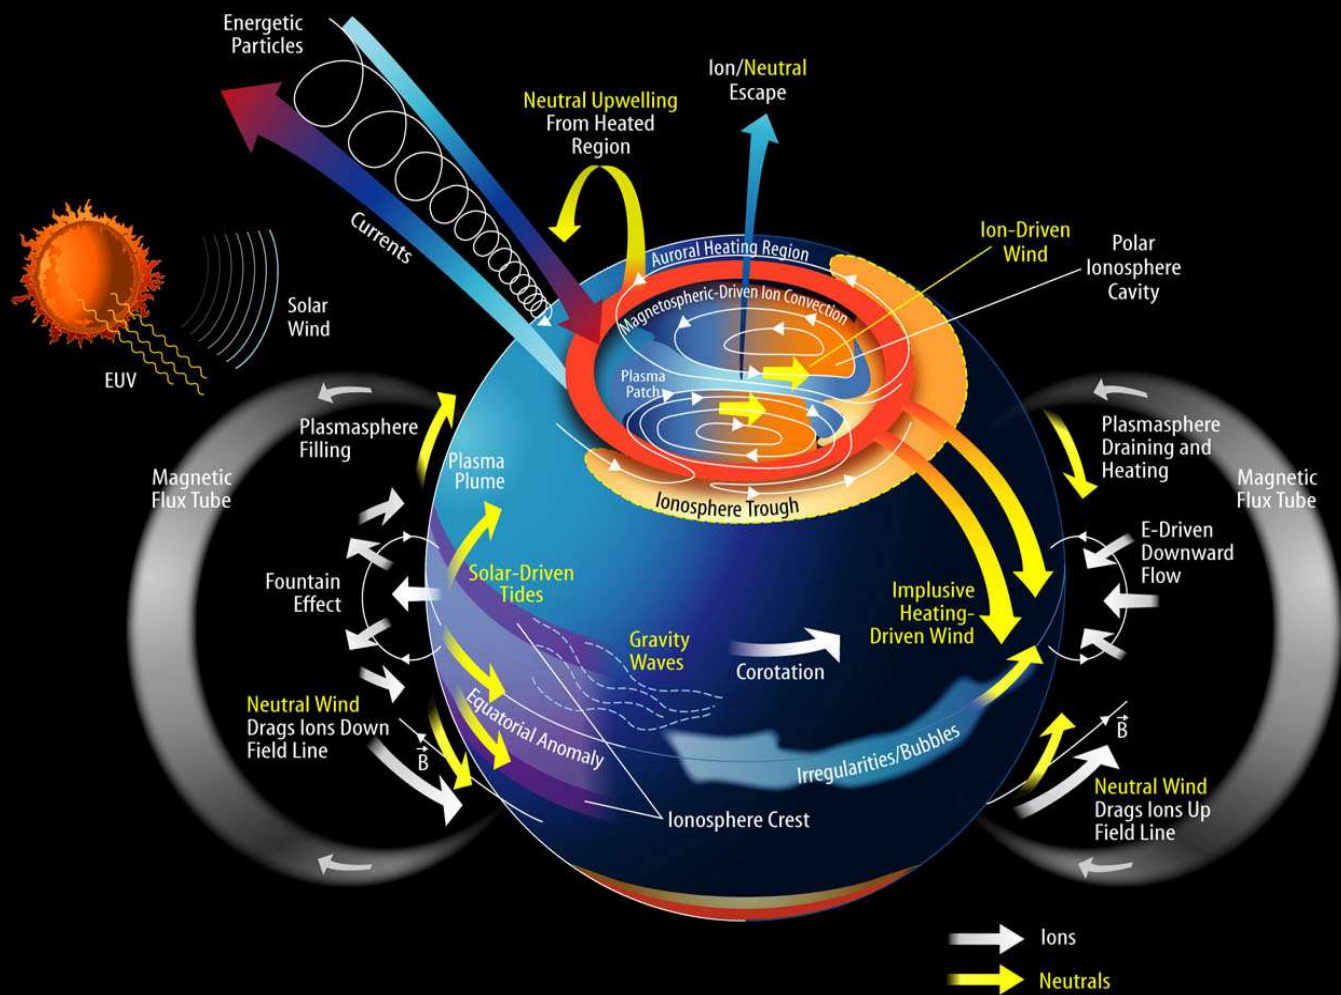 Energetic
Particles
Ion/Neutral
Escape
Neutral Upwelling
From Heated
Region
Currents
Auroral Heating Region
Ion-Driven
Wind
Polar
Ionosphere
Cavity
Magnetospheric-Driven Ion Convection
Solar
Wind
EUV
Plasma
Patch
Plasmasphere
Filling
Plasma
Plume
Magnetic
Flux Tube
Ionosphere Trough
Plasmasphere
Draining and
Heating
Magnetic
Flux Tube
E-Driven
Downward
Flow
Fountain
Effect
Solar-Driven
Tides
Implusive
Heating-
Driven Wind
Gravity
Waves
Corotation
Neutral Wind
Drags Ions Down
Field Line
B
Equatorial Anomaly
Irregularities/Bubbles
B
Neutral Wind
Drags Ions Up
Field Line
Ionosphere Crest
Ions
Neutrals